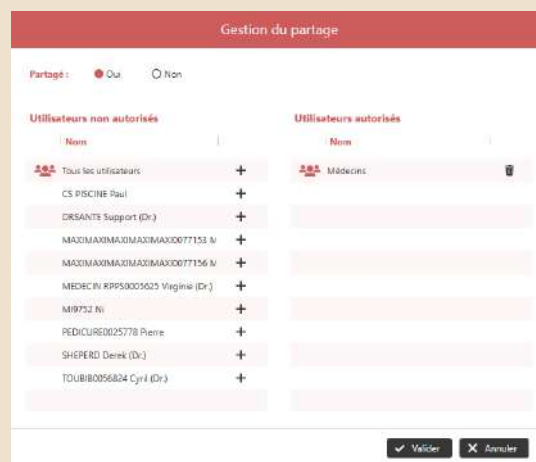 Gestion du partage
Partagé : Oui Non
Utilisateurs non autorisés
Nom
Tous les utilisateurs
CS PISCINE Paul
DRSANTE Support (Dr.)
MAXIMAXIMAXIMAXIMAXI0077153 M
MAXIMAXIMAXIMAXIMAXI0077156 M
MEDECIN RPPS0005625 Virginie (Dr.)
MI9752 Ni
PEDICURE0025778 Pierre
SHEPERD Derek (Dr.)
TOUBIB0056824 Cyril (Dr.)
Utilisateurs autorisés
Nom
Médecins
Valider Annuler